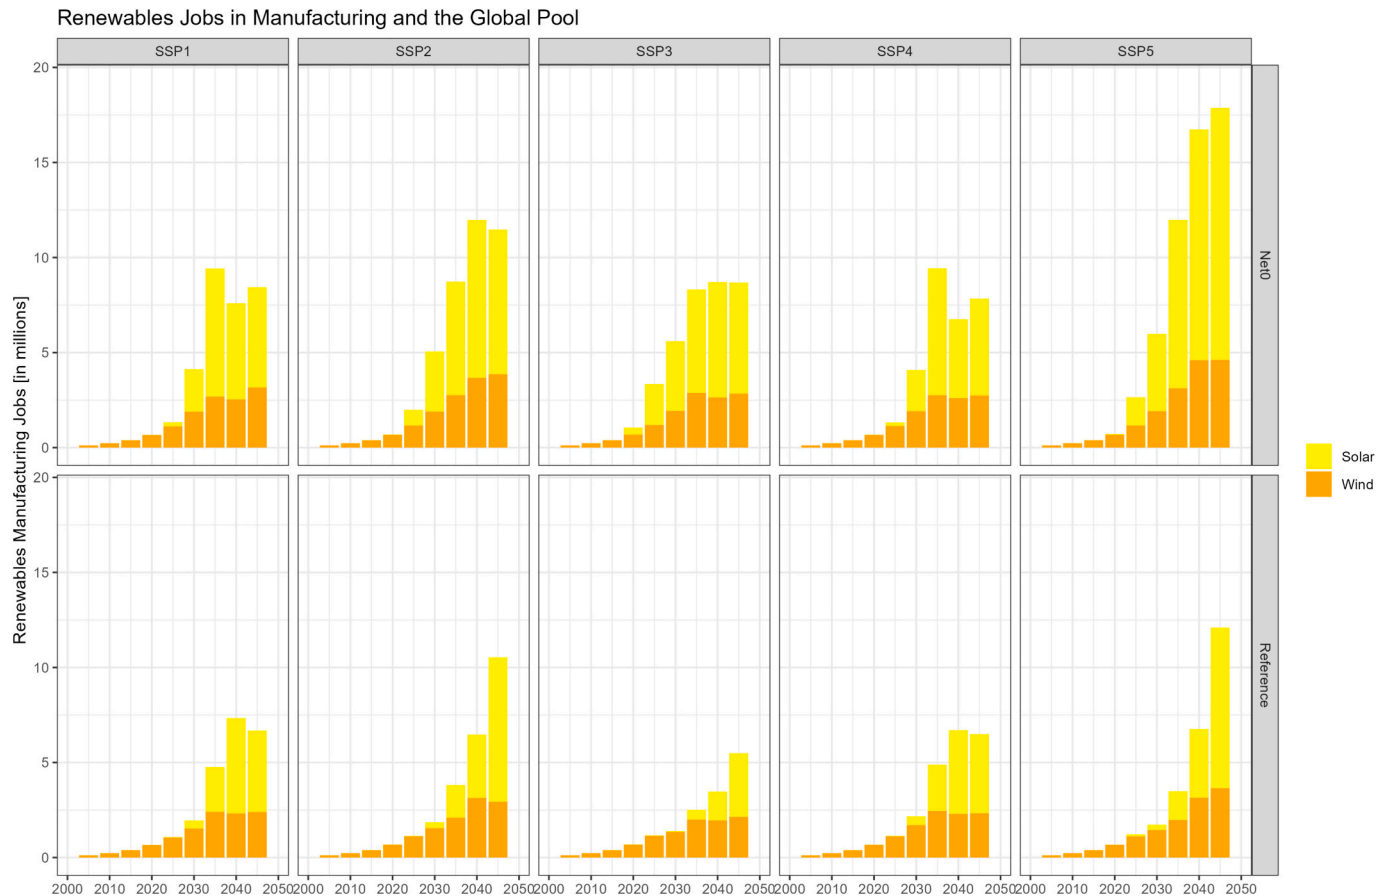 Renewables Jobs in Manufacturing and the Global Pool
SSP1 SSP2 SSP3 SSP4 SSP5
20
15
10
5
0
Net0
20
15
10
5
0
Reference
Renewables Manufacturing Jobs [in millions]
Solar
Wind
2000 2010 2020 2030 2040 2050 2000 2010 2020 2030 2040 2050 2000 2010 2020 2030 2040 2050 2000 2010 2020 2030 2040 2050 2000 2010 2020 2030 2040 2050